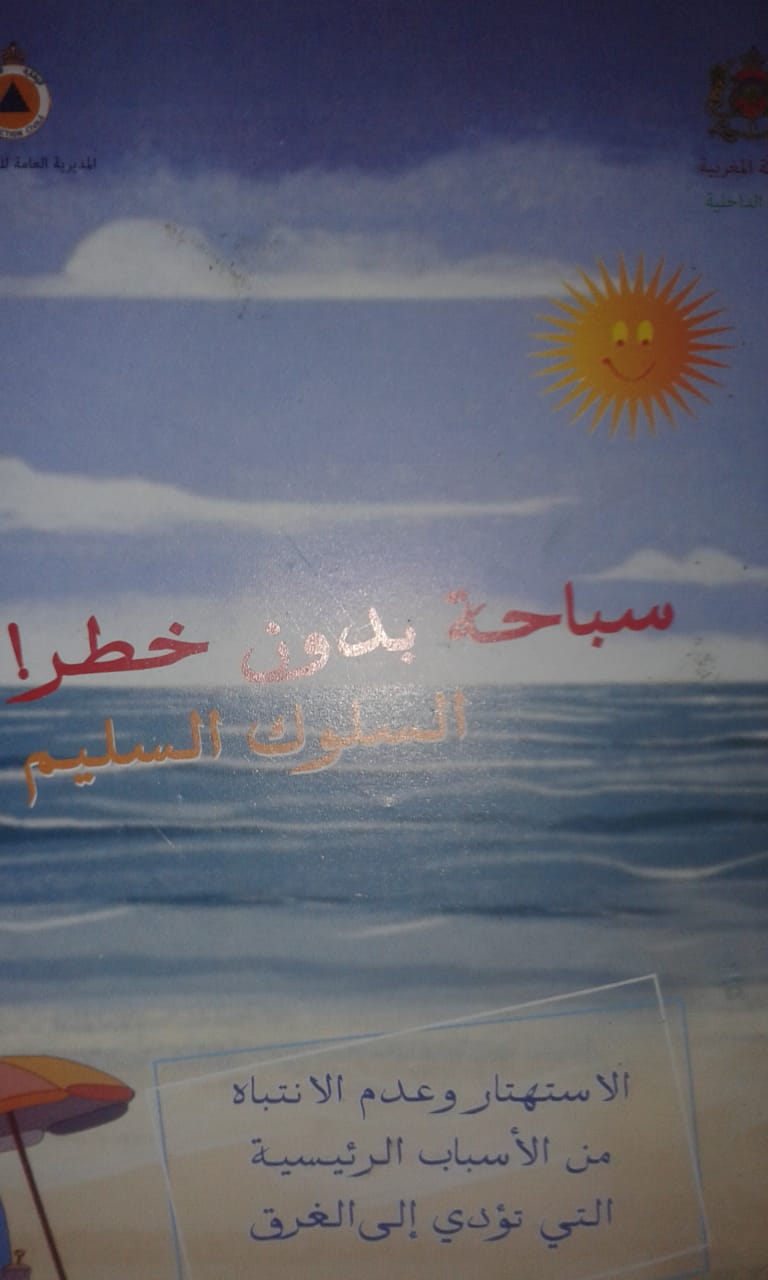 المغربية
الداخلية
المديرية العامة
سباحة بدون خطر!
السلوك السليم
الاستهتار وعدم الانتباه
من الأسباب الرئيسية
التي تؤدي إلى الغرق